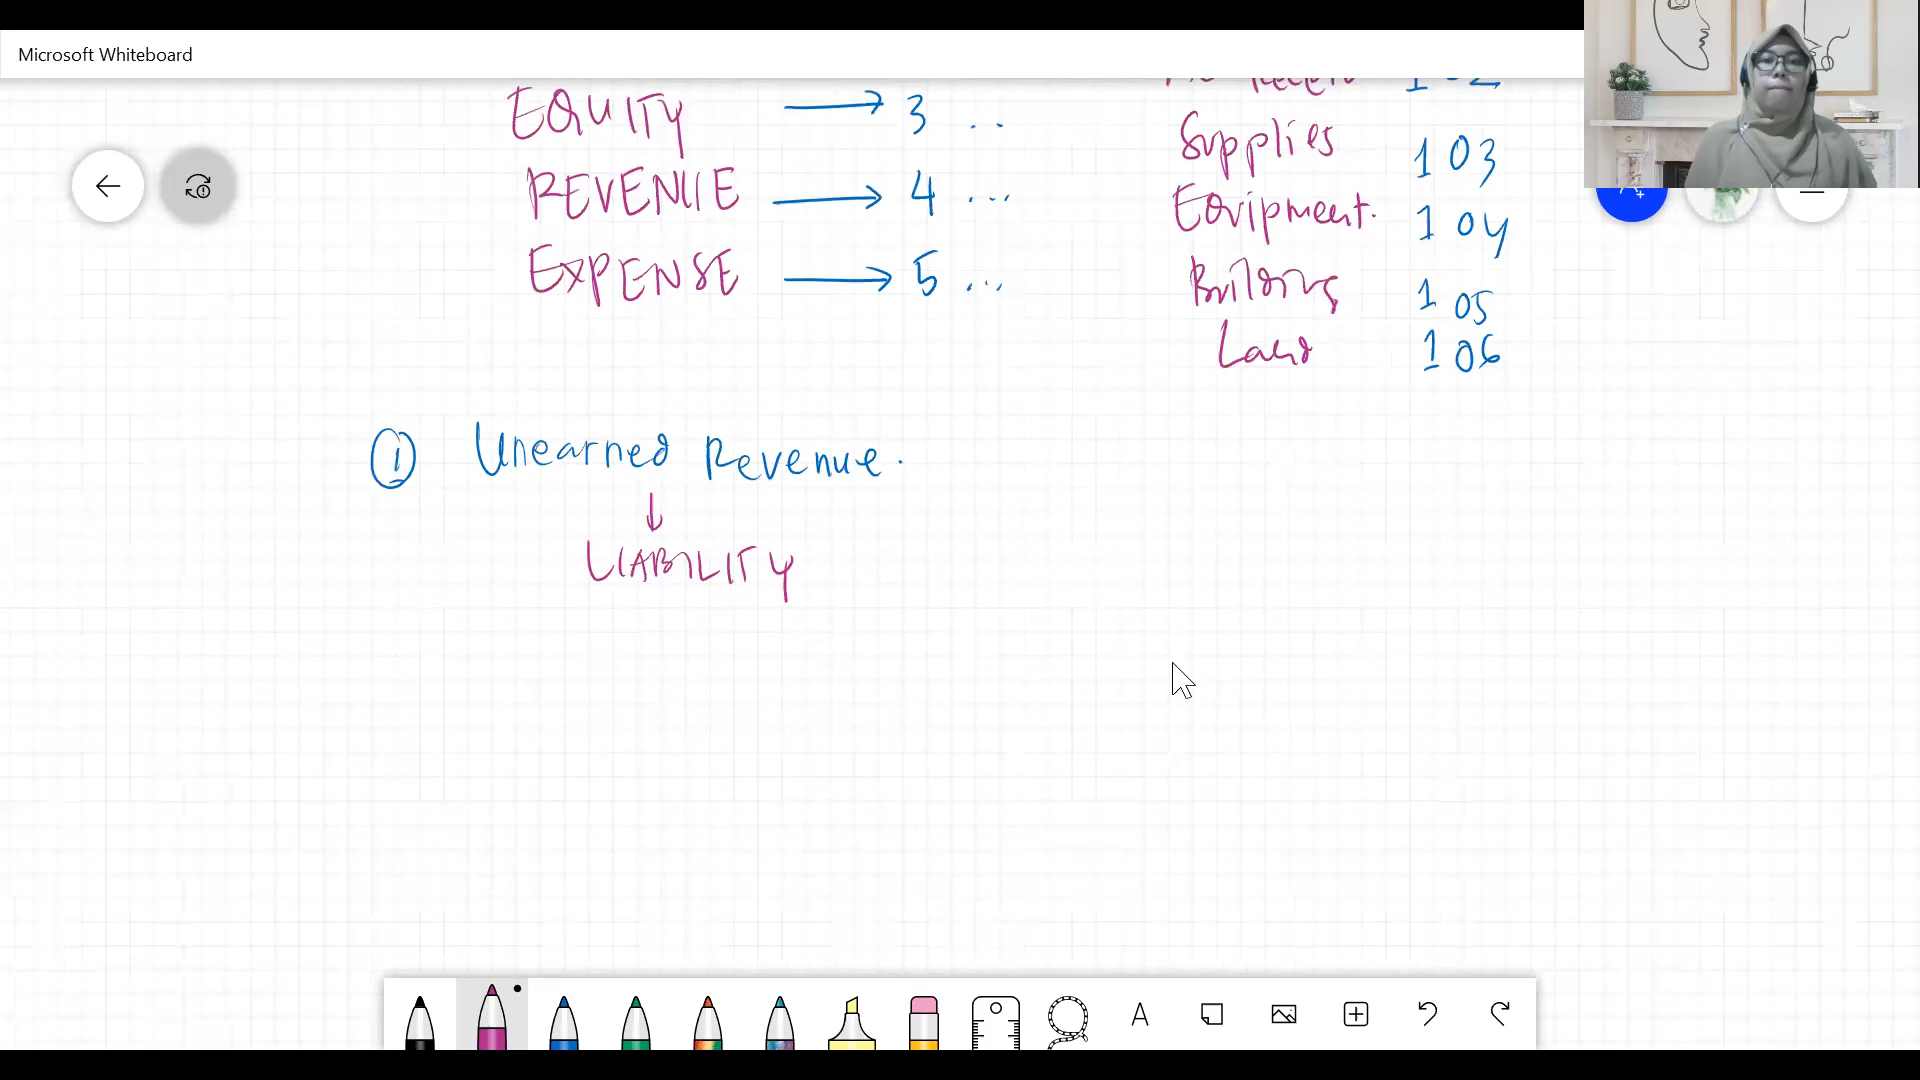 Microsoft Whiteboard
EQUITY → 3 ..
REVENUE → 4 ...
EXPENSE → 5 ...
Supplies 103
Equipment. 104
Building 105
Land 106
① Unearned Revenue.
↓
LIABILITY
A